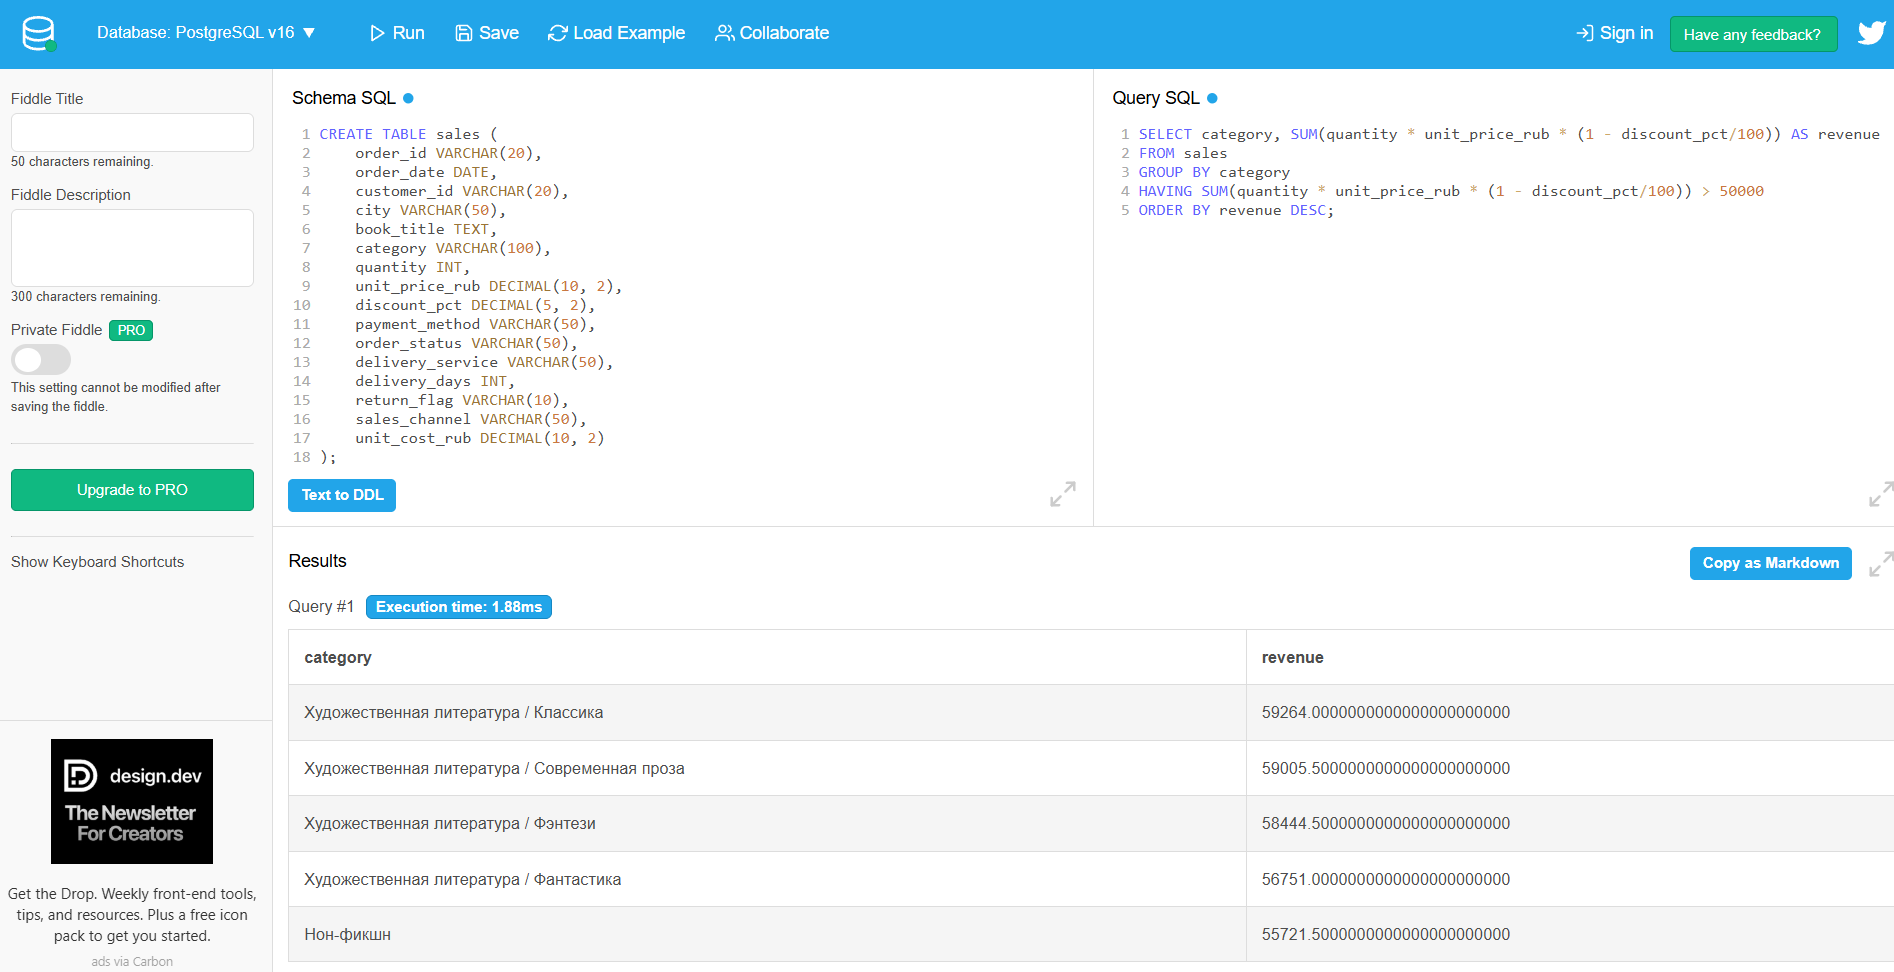 Database: PostgreSQL v16 ▼
Run
Save
Load Example
Collaborate
Sign in
Have any feedback?
Fiddle Title
50 characters remaining.
Fiddle Description
300 characters remaining.
Private Fiddle PRO
This setting cannot be modified after
saving the fiddle.
Upgrade to PRO
Show Keyboard Shortcuts
design.dev
The Newsletter
For Creators
Get the Drop. Weekly front-end tools,
tips, and resources. Plus a free icon
pack to get you started.
ads via Carbon
Schema SQL
1 CREATE TABLE sales (
2 order_id VARCHAR(20),
3 order_date DATE,
4 customer_id VARCHAR(20),
5 city VARCHAR(50),
6 book_title TEXT,
7 category VARCHAR(100),
8 quantity INT,
9 unit_price_rub DECIMAL(10, 2),
10 discount_pct DECIMAL(5, 2),
11 payment_method VARCHAR(50),
12 order_status VARCHAR(50),
13 delivery_service VARCHAR(50),
14 delivery_days INT,
15 return_flag VARCHAR(10),
16 sales_channel VARCHAR(50),
17 unit_cost_rub DECIMAL(10, 2)
18 );
Text to DDL
Query SQL
1 SELECT category, SUM(quantity * unit_price_rub * (1 - discount_pct/100)) AS revenue
2 FROM sales
3 GROUP BY category
4 HAVING SUM(quantity * unit_price_rub * (1 - discount_pct/100)) > 50000
5 ORDER BY revenue DESC;
Results
Copy as Markdown
Query #1 Execution time: 1.88ms
category revenue
Художественная литература / Классика 59264.0000000000000000000000
Художественная литература / Современная проза 59005.5000000000000000000000
Художественная литература / Фэнтези 58444.5000000000000000000000
Художественная литература / Фантастика 56751.0000000000000000000000
Нон-фикшн 55721.5000000000000000000000